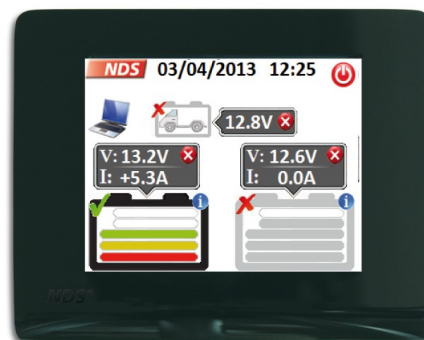 NDS 03/04/2013 12:25
12.8V
V: 13.2V
I: +5.3A
V: 12.6V
I: 0.0A
i
i
NDS